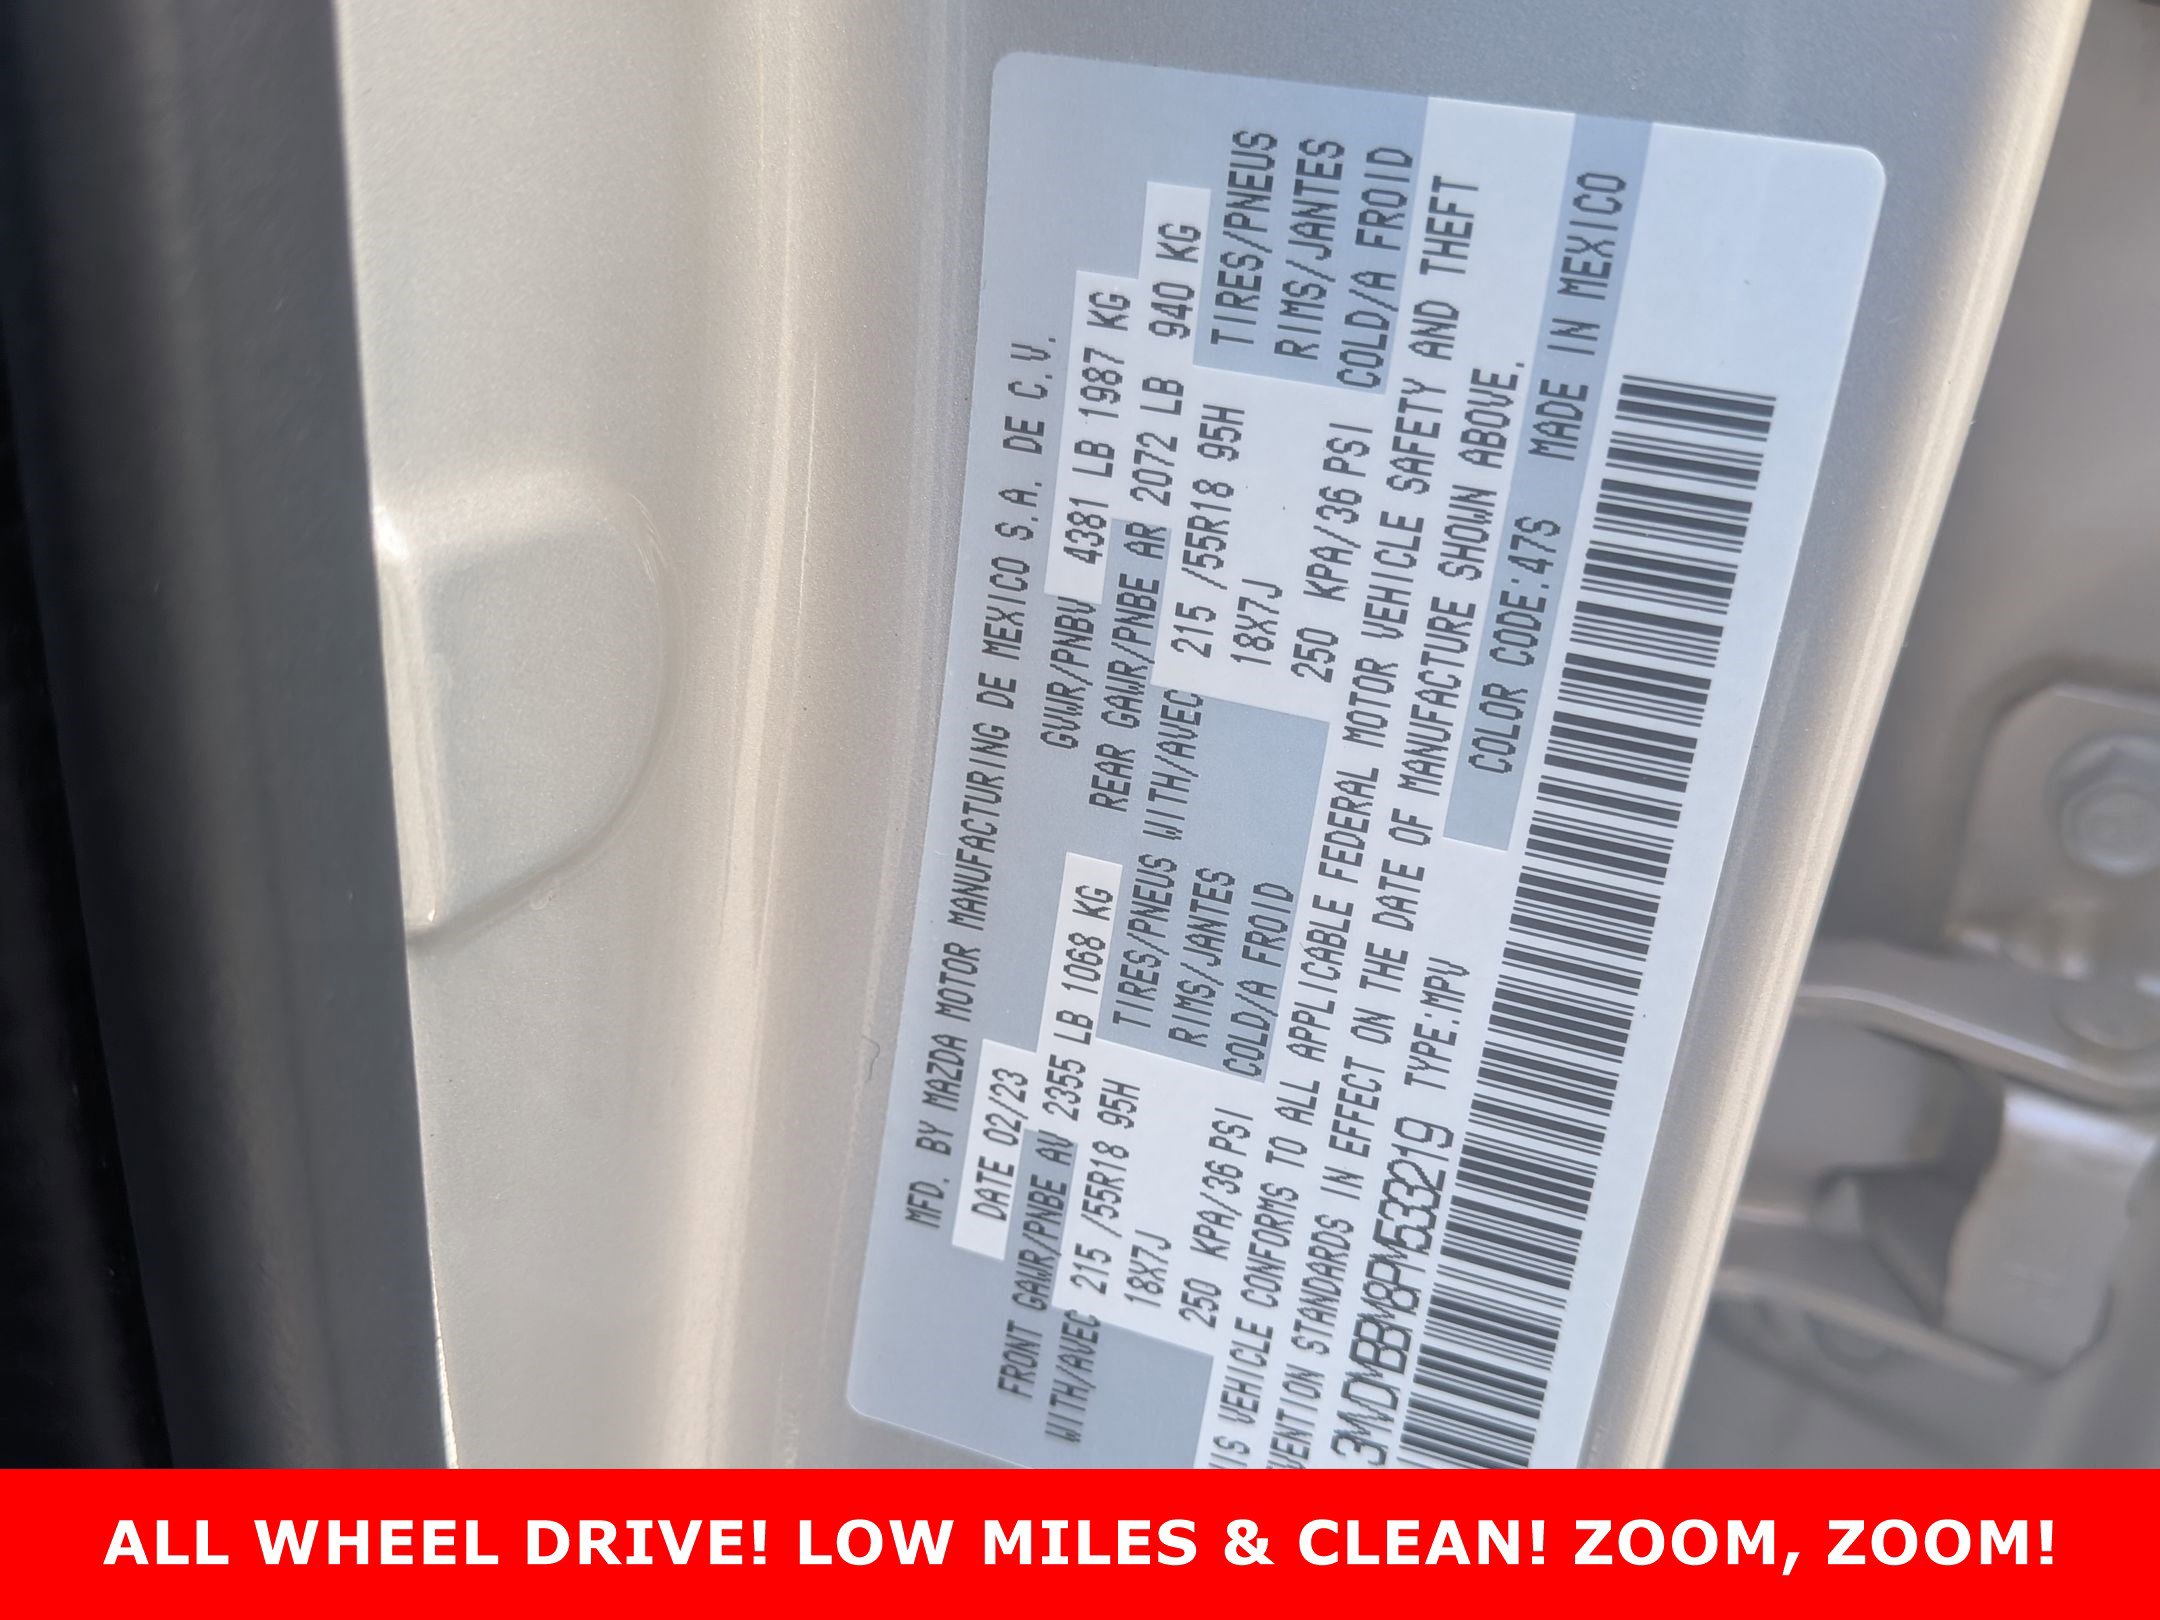 MFD. BY MAZDA MOTOR MANUFACTURING DE MEXICO S.A. DE C.V.
DATE 02/23 GVWR/PNBV 4381 LB 1987 KG
FRONT GAWR/PNBE AV 2355 LB 1068 KG REAR GAWR/PNBE AR 2072 LB 940 KG
WITH/AVEC 215 /55R18 95H TIRES/PNEUS WITH/AVEC 215 /55R18 95H TIRES/PNEUS
18X7J RIMS/JANTES 18X7J RIMS/JANTES
250 KPA/36 PSI COLD/A FROID 250 KPA/36 PSI COLD/A FROID
IS VEHICLE CONFORMS TO ALL APPLICABLE FEDERAL MOTOR VEHICLE SAFETY AND THEFT
VENTION STANDARDS IN EFFECT ON THE DATE OF MANUFACTURE SHOWN ABOVE.
3MVDMBBM8PM533219 TYPE:MPV COLOR CODE:47S MADE IN MEXICO
ALL WHEEL DRIVE! LOW MILES & CLEAN! ZOOM, ZOOM!